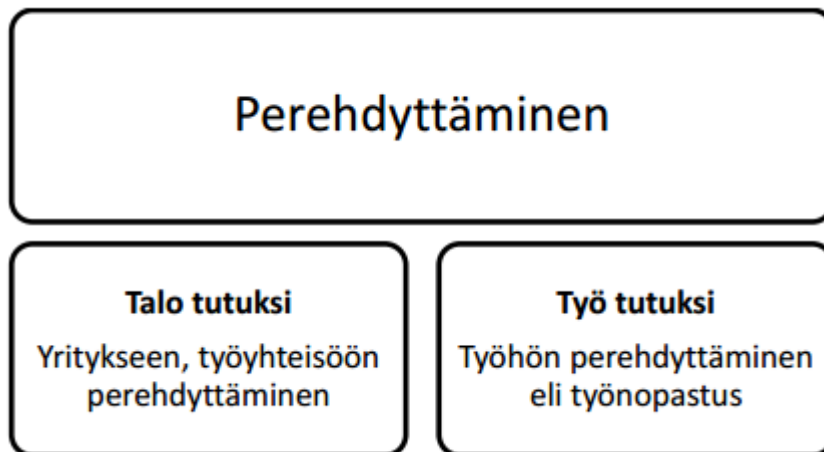 Perehdyttäminen
Talo tutuksi
Yritykseen, työyhteisöön
perehdyttäminen
Työ tutuksi
Työhön perehdyttäminen
eli työnopastus